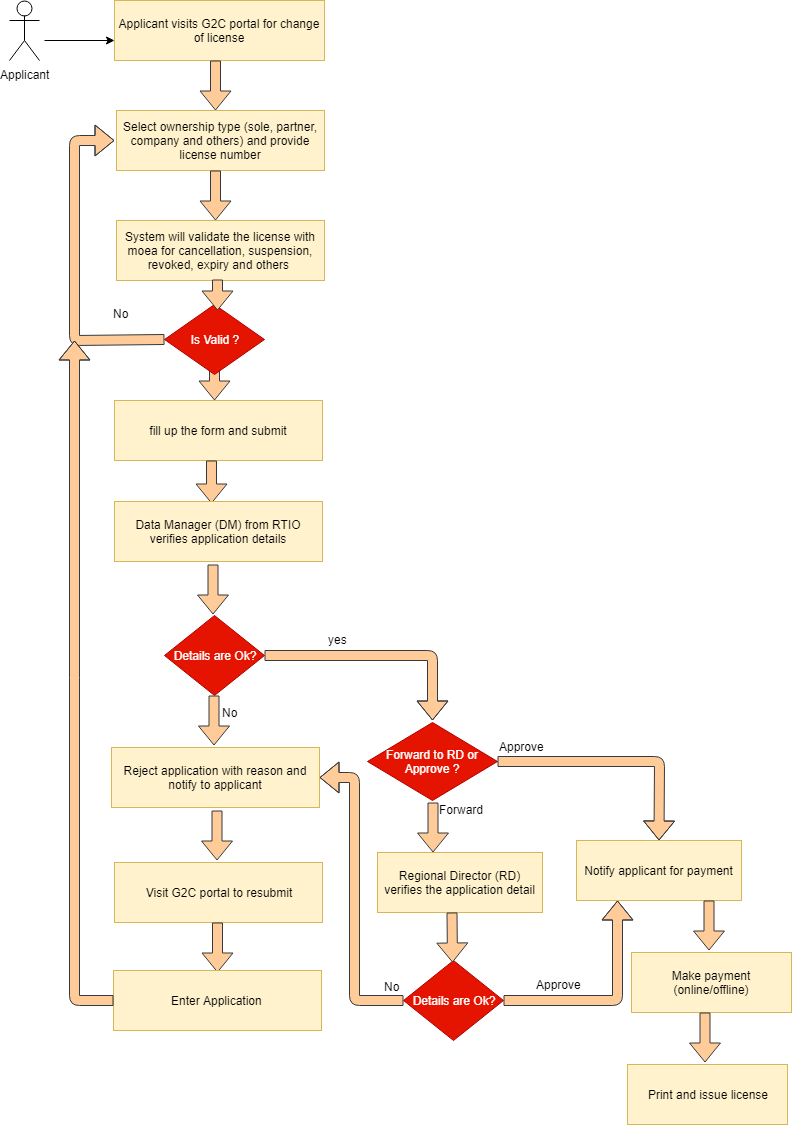 Applicant visits G2C portal for change
of license
Applicant
Select ownership type (sole, partner,
company and others) and provide
license number
System will validate the license with
moea for cancellation, suspension,
revoked, expiry and others
No
Is Valid ?
fill up the form and submit
Data Manager (DM) from RTIO
verifies application details
yes
Details are Ok?
No
Forward to RD or
Approve ?
Approve
Reject application with reason and
notify to applicant
Forward
Regional Director (RD)
verifies the application detail
Notify applicant for payment
Visit G2C portal to resubmit
Make payment
(online/offline)
No
Details are Ok?
Approve
Enter Application
Print and issue license